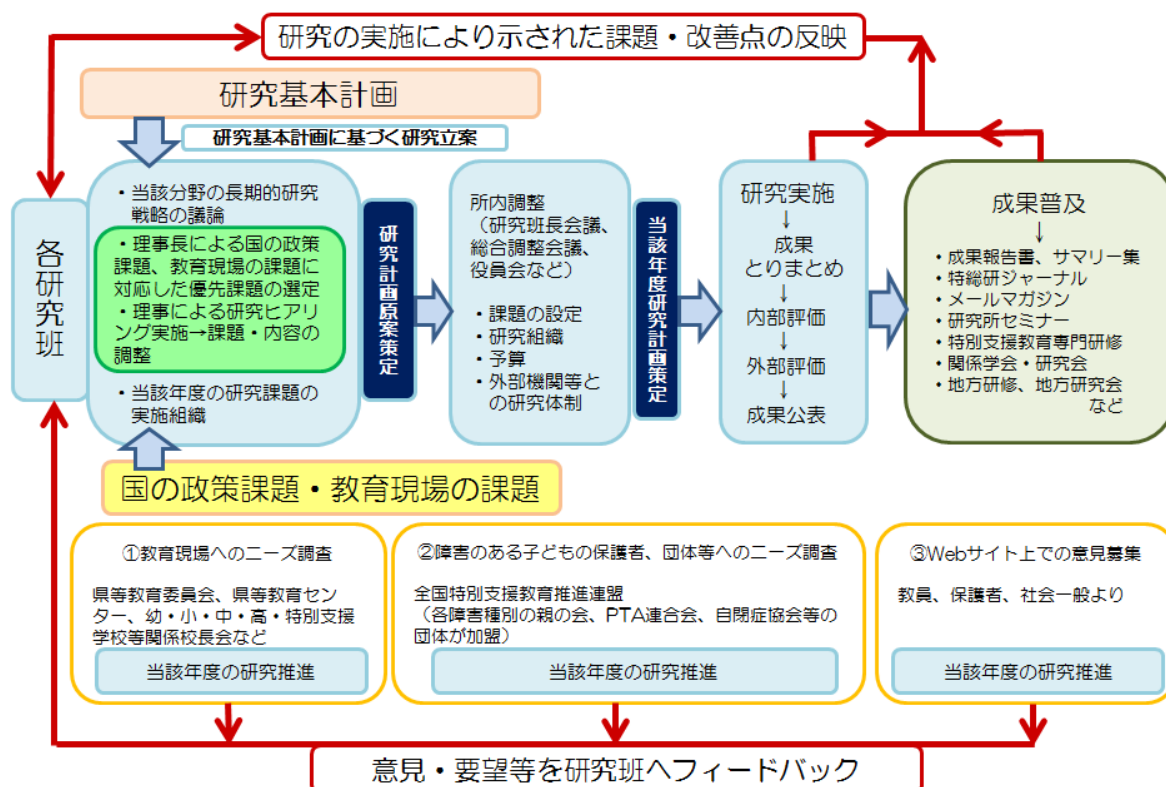 研究の実施により示された課題・改善点の反映
研究基本計画
研究基本計画に基づく研究立案
各研究班
・当該分野の長期的研究
戦略の議論
・理事長による国の政策
課題、教育現場の課題に
対応した優先課題の選定
・理事による研究ヒアリ
ング実施→課題・内容の
調整
・当該年度の研究課題の
実施組織
研究計画原案策定
所内調整
（研究班長会議、
総合調整会議、
役員会など）
・課題の設定
・研究組織
・予算
・外部機関等と
の研究体制
当該年度研究計画策定
研究実施
↓
成果
とりまとめ
↓
内部評価
↓
外部評価
↓
成果公表
成果普及
↓
・成果報告書、サマリー集
・特総研ジャーナル
・メールマガジン
・研究所セミナー
・特別支援教育専門研修
・関係学会・研究会
・地方研修、地方研究会
など
国の政策課題・教育現場の課題
①教育現場へのニーズ調査
県等教育委員会、県等教育セン
ター、幼・小・中・高・特別支援
学校等関係校長会など
当該年度の研究推進
②障害のある子どもの保護者、団体等へのニーズ調査
全国特別支援教育推進連盟
（各障害種別の親の会、PTA連合会、自閉症協会等の
団体が加盟）
当該年度の研究推進
③Webサイト上での意見募集
教員、保護者、社会一般より
当該年度の研究推進
意見・要望等を研究班へフィードバック